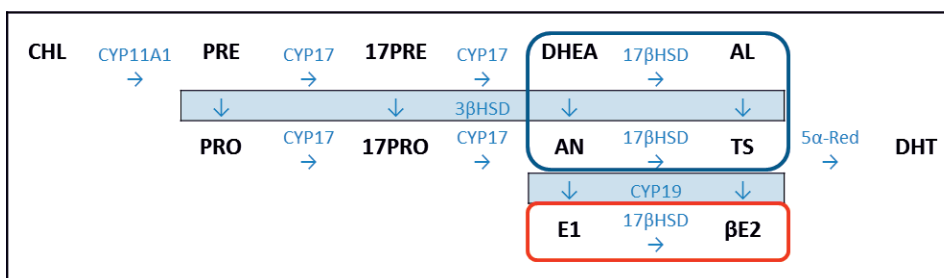 CHL CYP11A1 → PRE CYP17 → 17PRE CYP17 → DHEA 17βHSD → AL
↓ ↓ 3βHSD ↓ ↓
PRO CYP17 → 17PRO CYP17 → AN 17βHSD → TS 5α-Red → DHT
↓ CYP19 ↓
E1 17βHSD → βE2